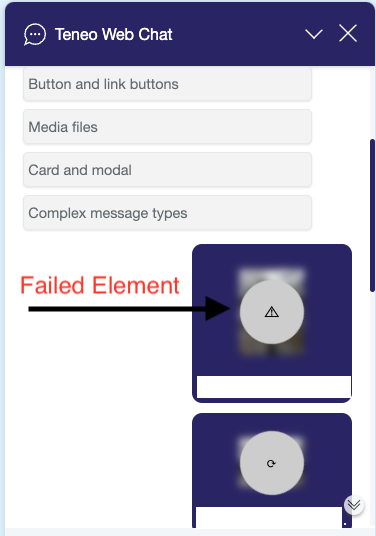 Teneo Web Chat
Button and link buttons
Media files
Card and modal
Complex message types
Failed Element